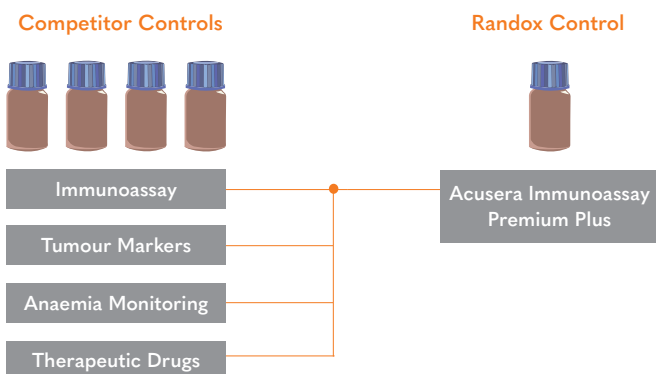 Competitor Controls
Randox Control
Immunoassay
Tumour Markers
Anaemia Monitoring
Therapeutic Drugs
Acusera Immunoassay
Premium Plus